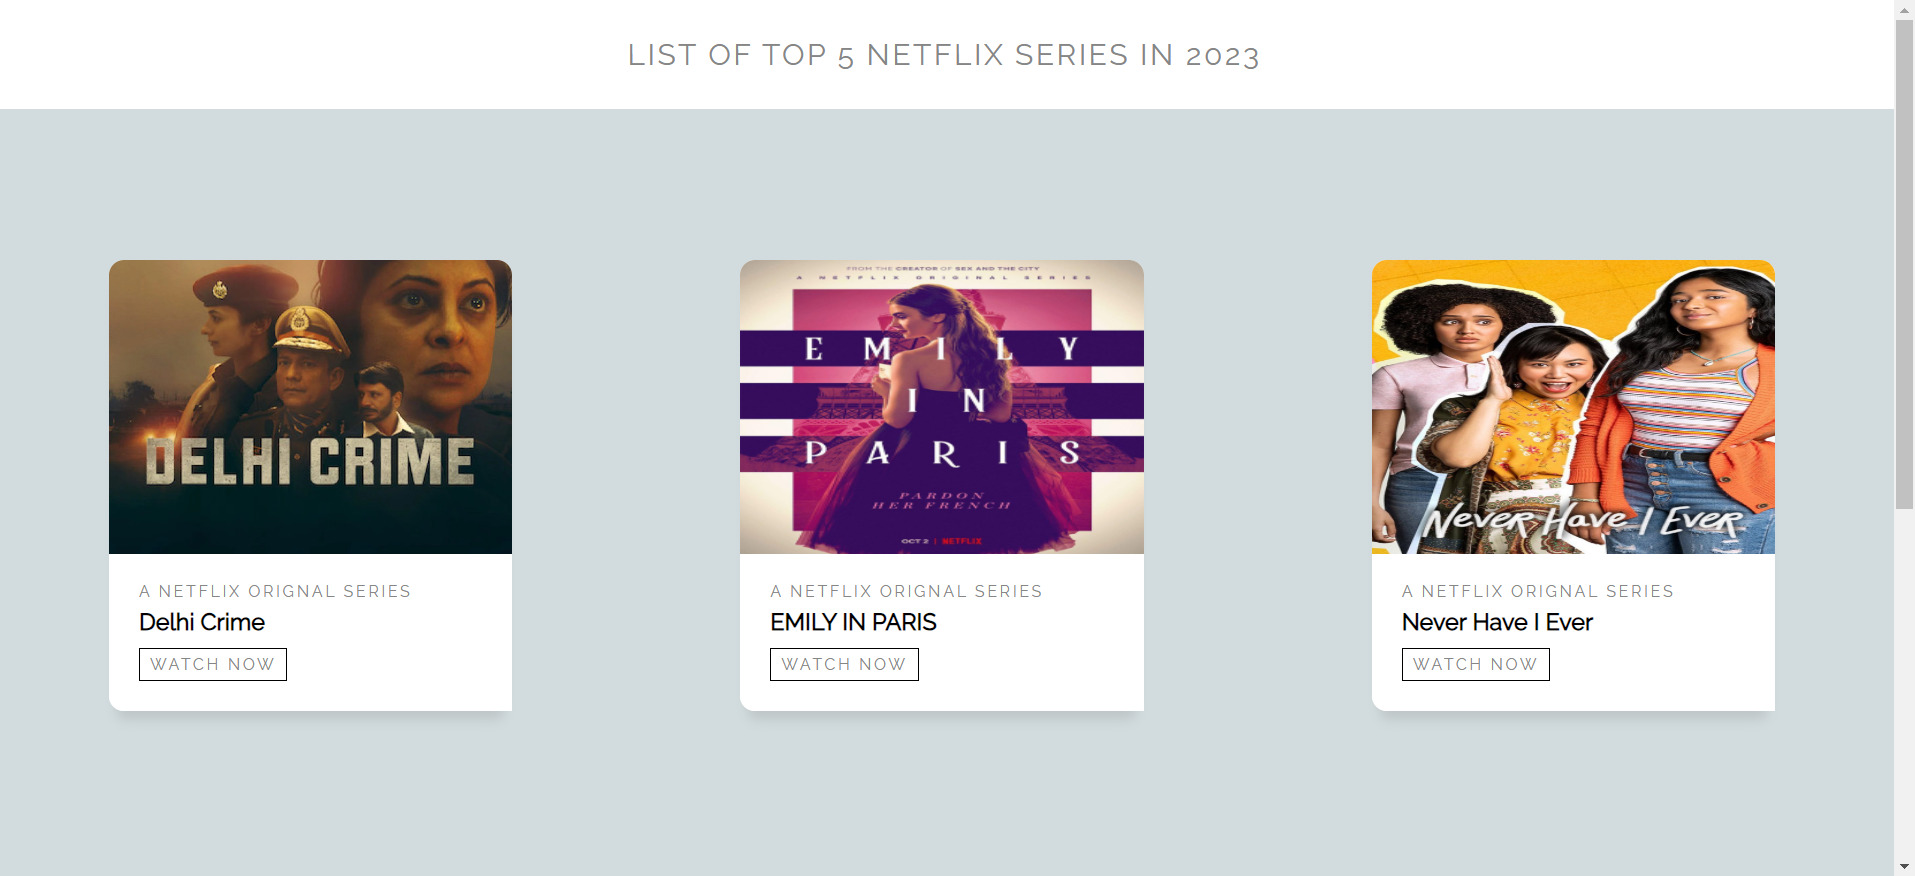 LIST OF TOP 5 NETFLIX SERIES IN 2023
DELHI CRIME
A NETFLIX ORIGNAL SERIES
Delhi Crime
WATCH NOW
FROM THE CREATOR OF SEX AND THE CITY
A NETFLIX ORIGINAL SERIES
EMILY
IN
PARIS
PARDON
HER FRENCH
OCT 2 | NETFLIX
A NETFLIX ORIGNAL SERIES
EMILY IN PARIS
WATCH NOW
Never Have I Ever
A NETFLIX ORIGNAL SERIES
Never Have I Ever
WATCH NOW